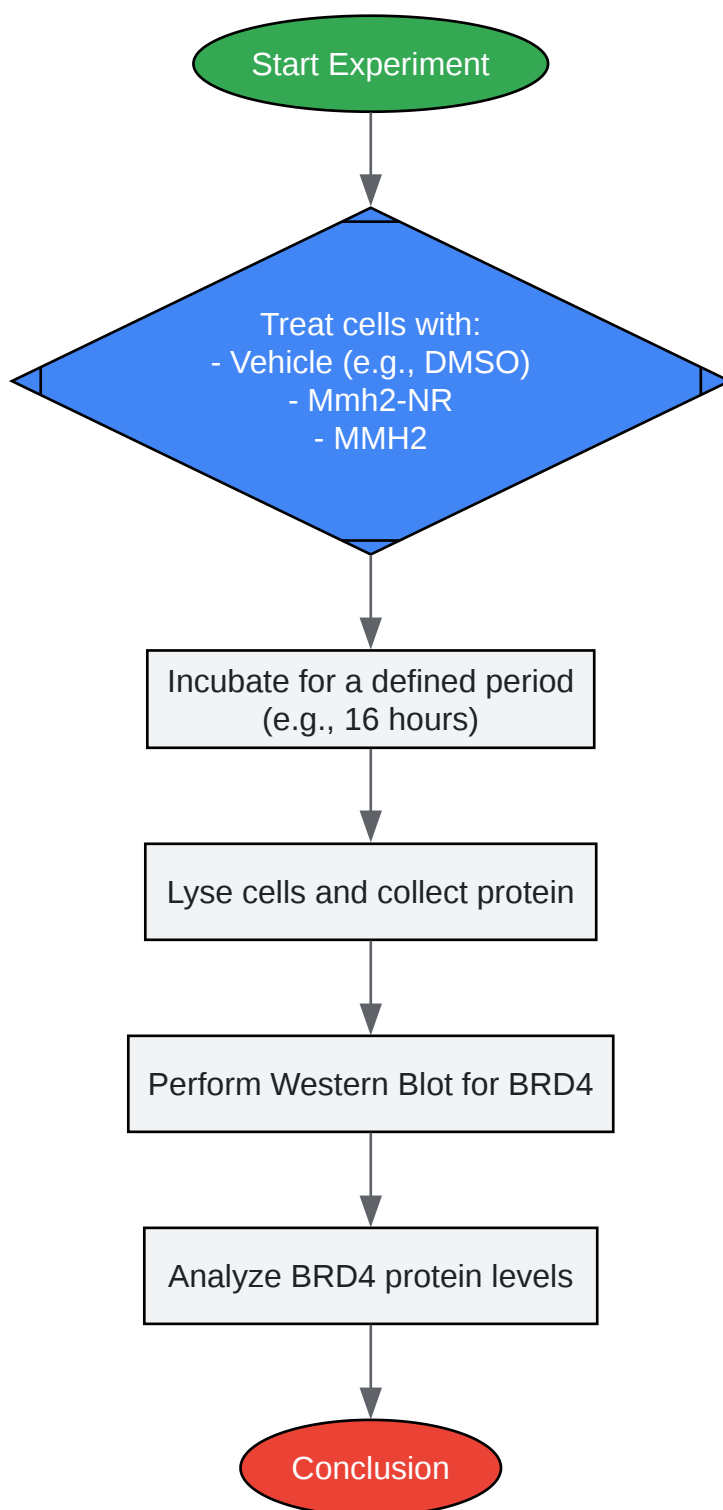 Start Experiment
Treat cells with:
- Vehicle (e.g., DMSO)
- Mmh2-NR
- MMH2
Incubate for a defined period
(e.g., 16 hours)
Lyse cells and collect protein
Perform Western Blot for BRD4
Analyze BRD4 protein levels
Conclusion